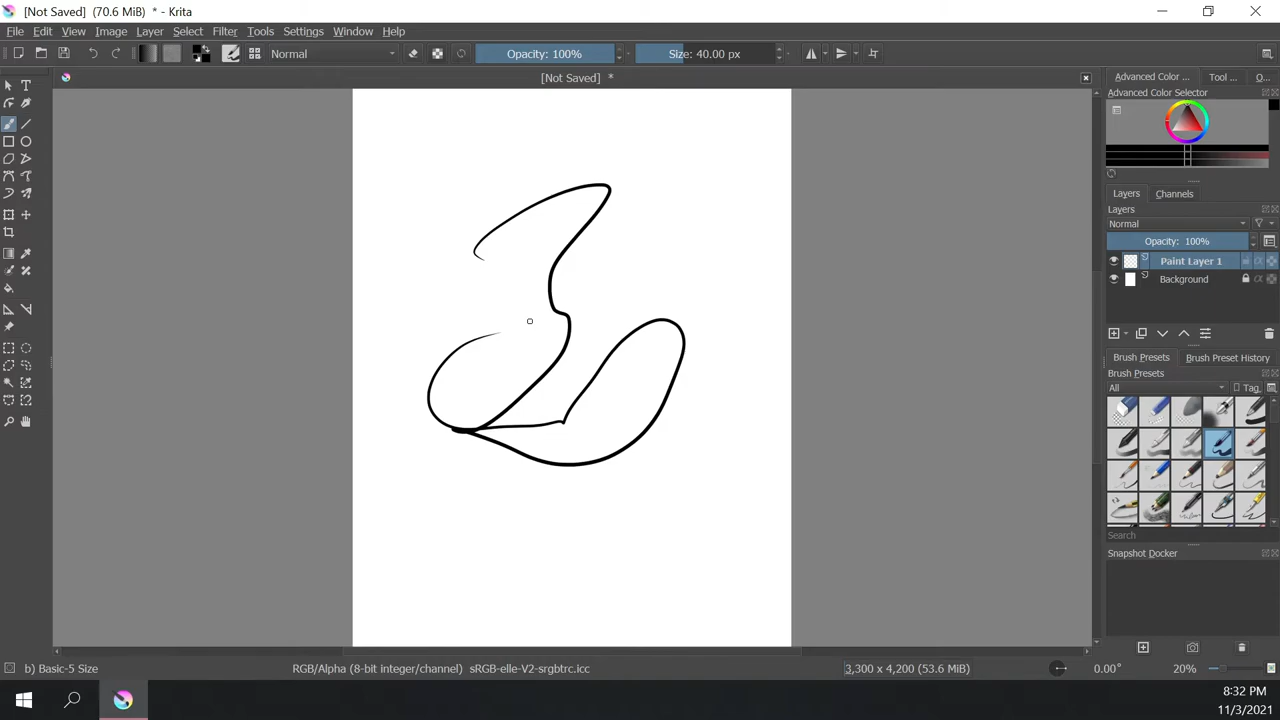 [Not Saved] (70.6 MiB) * - Krita
File Edit View Image Layer Select Filter Tools Settings Window Help
Normal
Opacity: 100%
Size: 40.00 px
[Not Saved] *
Advanced Color ... Tool ... O...
Advanced Color Selector
Layers Channels
Layers
Normal
Opacity: 100%
Paint Layer 1
Background
Brush Presets Brush Preset History
Brush Presets
All
Tag
Search
Snapshot Docker
b) Basic-5 Size
RGB/Alpha (8-bit integer/channel) sRGB-elle-V2-srgbtrc.icc
3,300 x 4,200 (53.6 MiB)
0.00°
20%
8:32 PM
11/3/2021